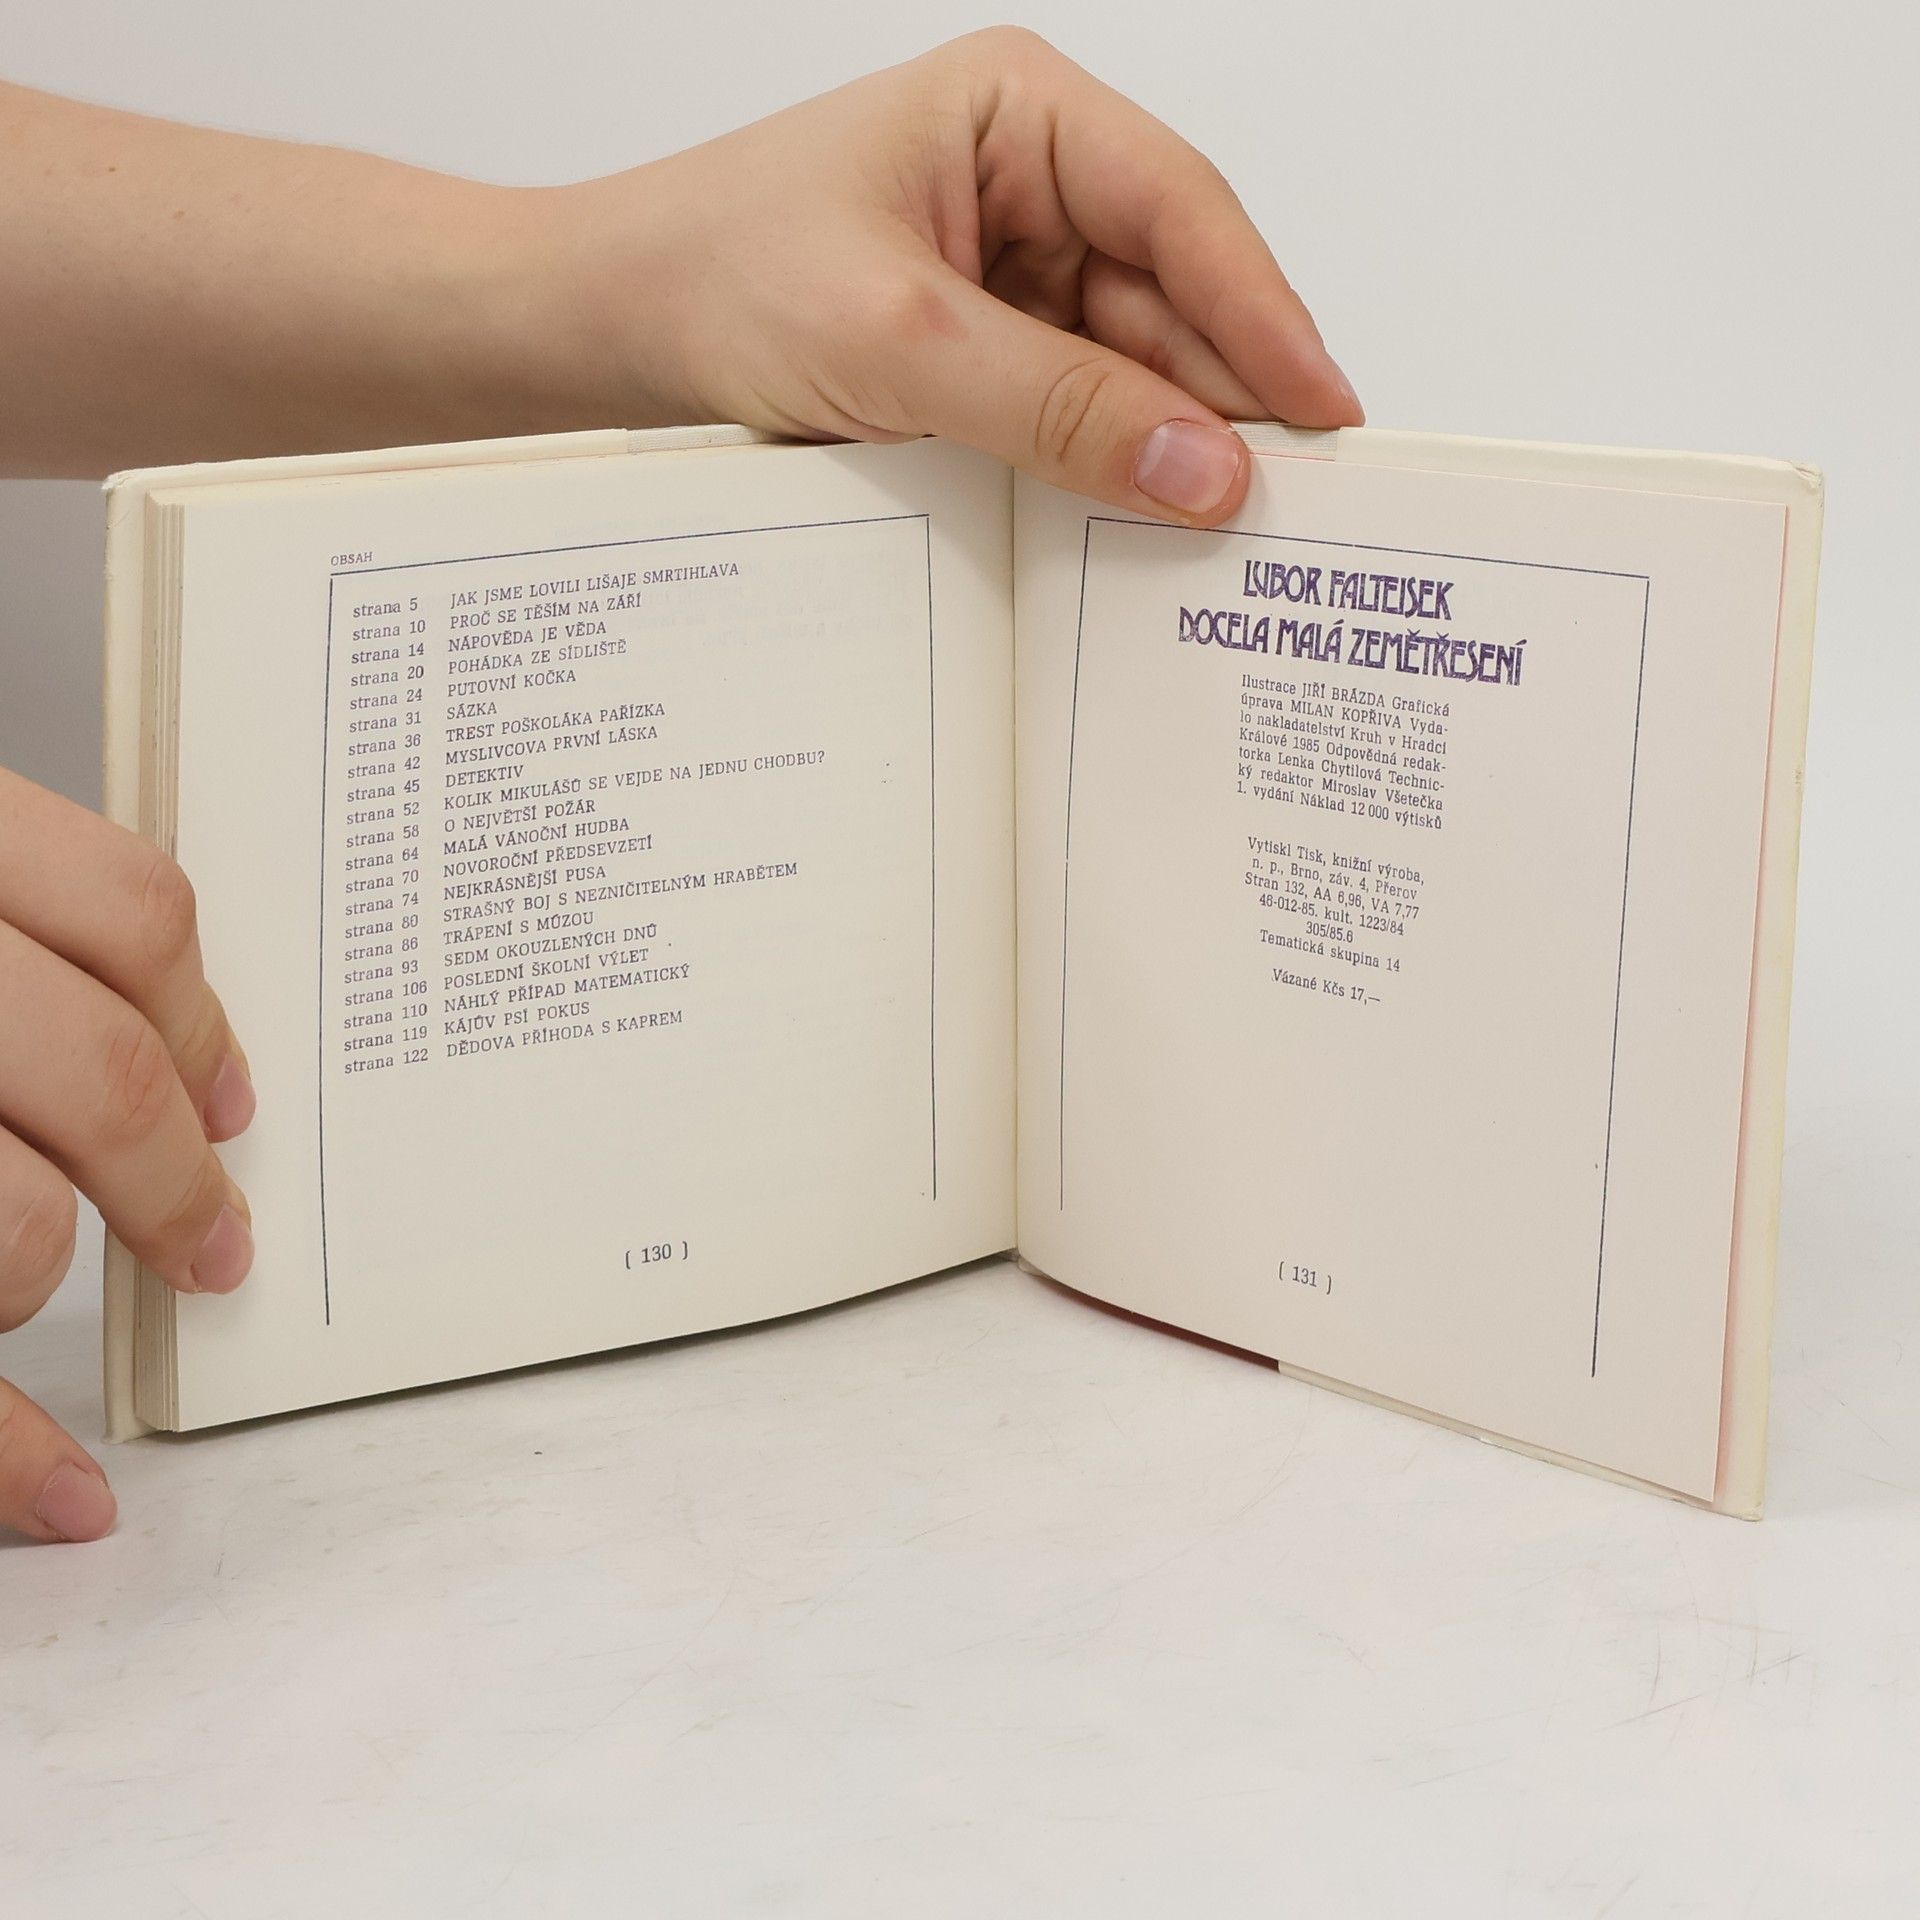 OBSAH
strana 5 JAK JSME LOVILI LIŠAJE SMRTIHLAVA
strana 10 PROČ SE TĚŠÍM NA ZÁŘÍ
strana 14 NÁPOVĚDA JE VĚDA
strana 20 POHÁDKA ZE SÍDLIŠTĚ
strana 24 PUTOVNÍ KOČKA
strana 31 SÁZKA
strana 36 TREST POŠKOLÁKA PAŘÍZKA
strana 42 MYSLIVCOVA PRVNÍ LÁSKA
strana 45 DETEKTIV
strana 52 KOLIK MIKULÁŠŮ SE VEJDE NA JEDNU CHODBU?
strana 58 O NEJVĚTŠÍ POŽÁR
strana 64 MALÁ VÁNOČNÍ HUDBA
strana 70 NOVOROČNÍ PŘEDSEVZETÍ
strana 74 NEJKRÁSNĚJŠÍ PUSA
strana 80 STRAŠNÝ BOJ S NEZNIČITELNÝM HRABĚTEM
strana 86 TRÁPENÍ S MÚZOU
strana 93 SEDM OKOUZLENÝCH DNŮ
strana 106 POSLEDNÍ ŠKOLNÍ VÝLET
strana 110 NÁHLÝ PŘÍPAD MATEMATICKÝ
strana 119 KÁJŮV PSÍ POKUS
strana 122 DĚDOVA PŘÍHODA S KAPREM
( 130 )
LUBOR FALTEISEK
DOCELA MALÁ ZEMĚTŘESENÍ
Ilustrace JIŘÍ BRÁZDA Grafická
úprava MILAN KOPŘIVA Vyda-
lo nakladatelství Kruh v Hradci
Králové 1985 Odpovědná redak-
torka Lenka Chytilová Technic-
ký redaktor Miroslav Všetečka
1. vydání Náklad 12 000 výtisků
Vytiskl Tisk, knižní výroba,
n. p., Brno, záv. 4, Přerov
Stran 132, AA 6,96, VA 7,77
46-012-85. kult. 1223/84
305/85.6
Tematická skupina 14
Vázané Kčs 17,—
( 131 )